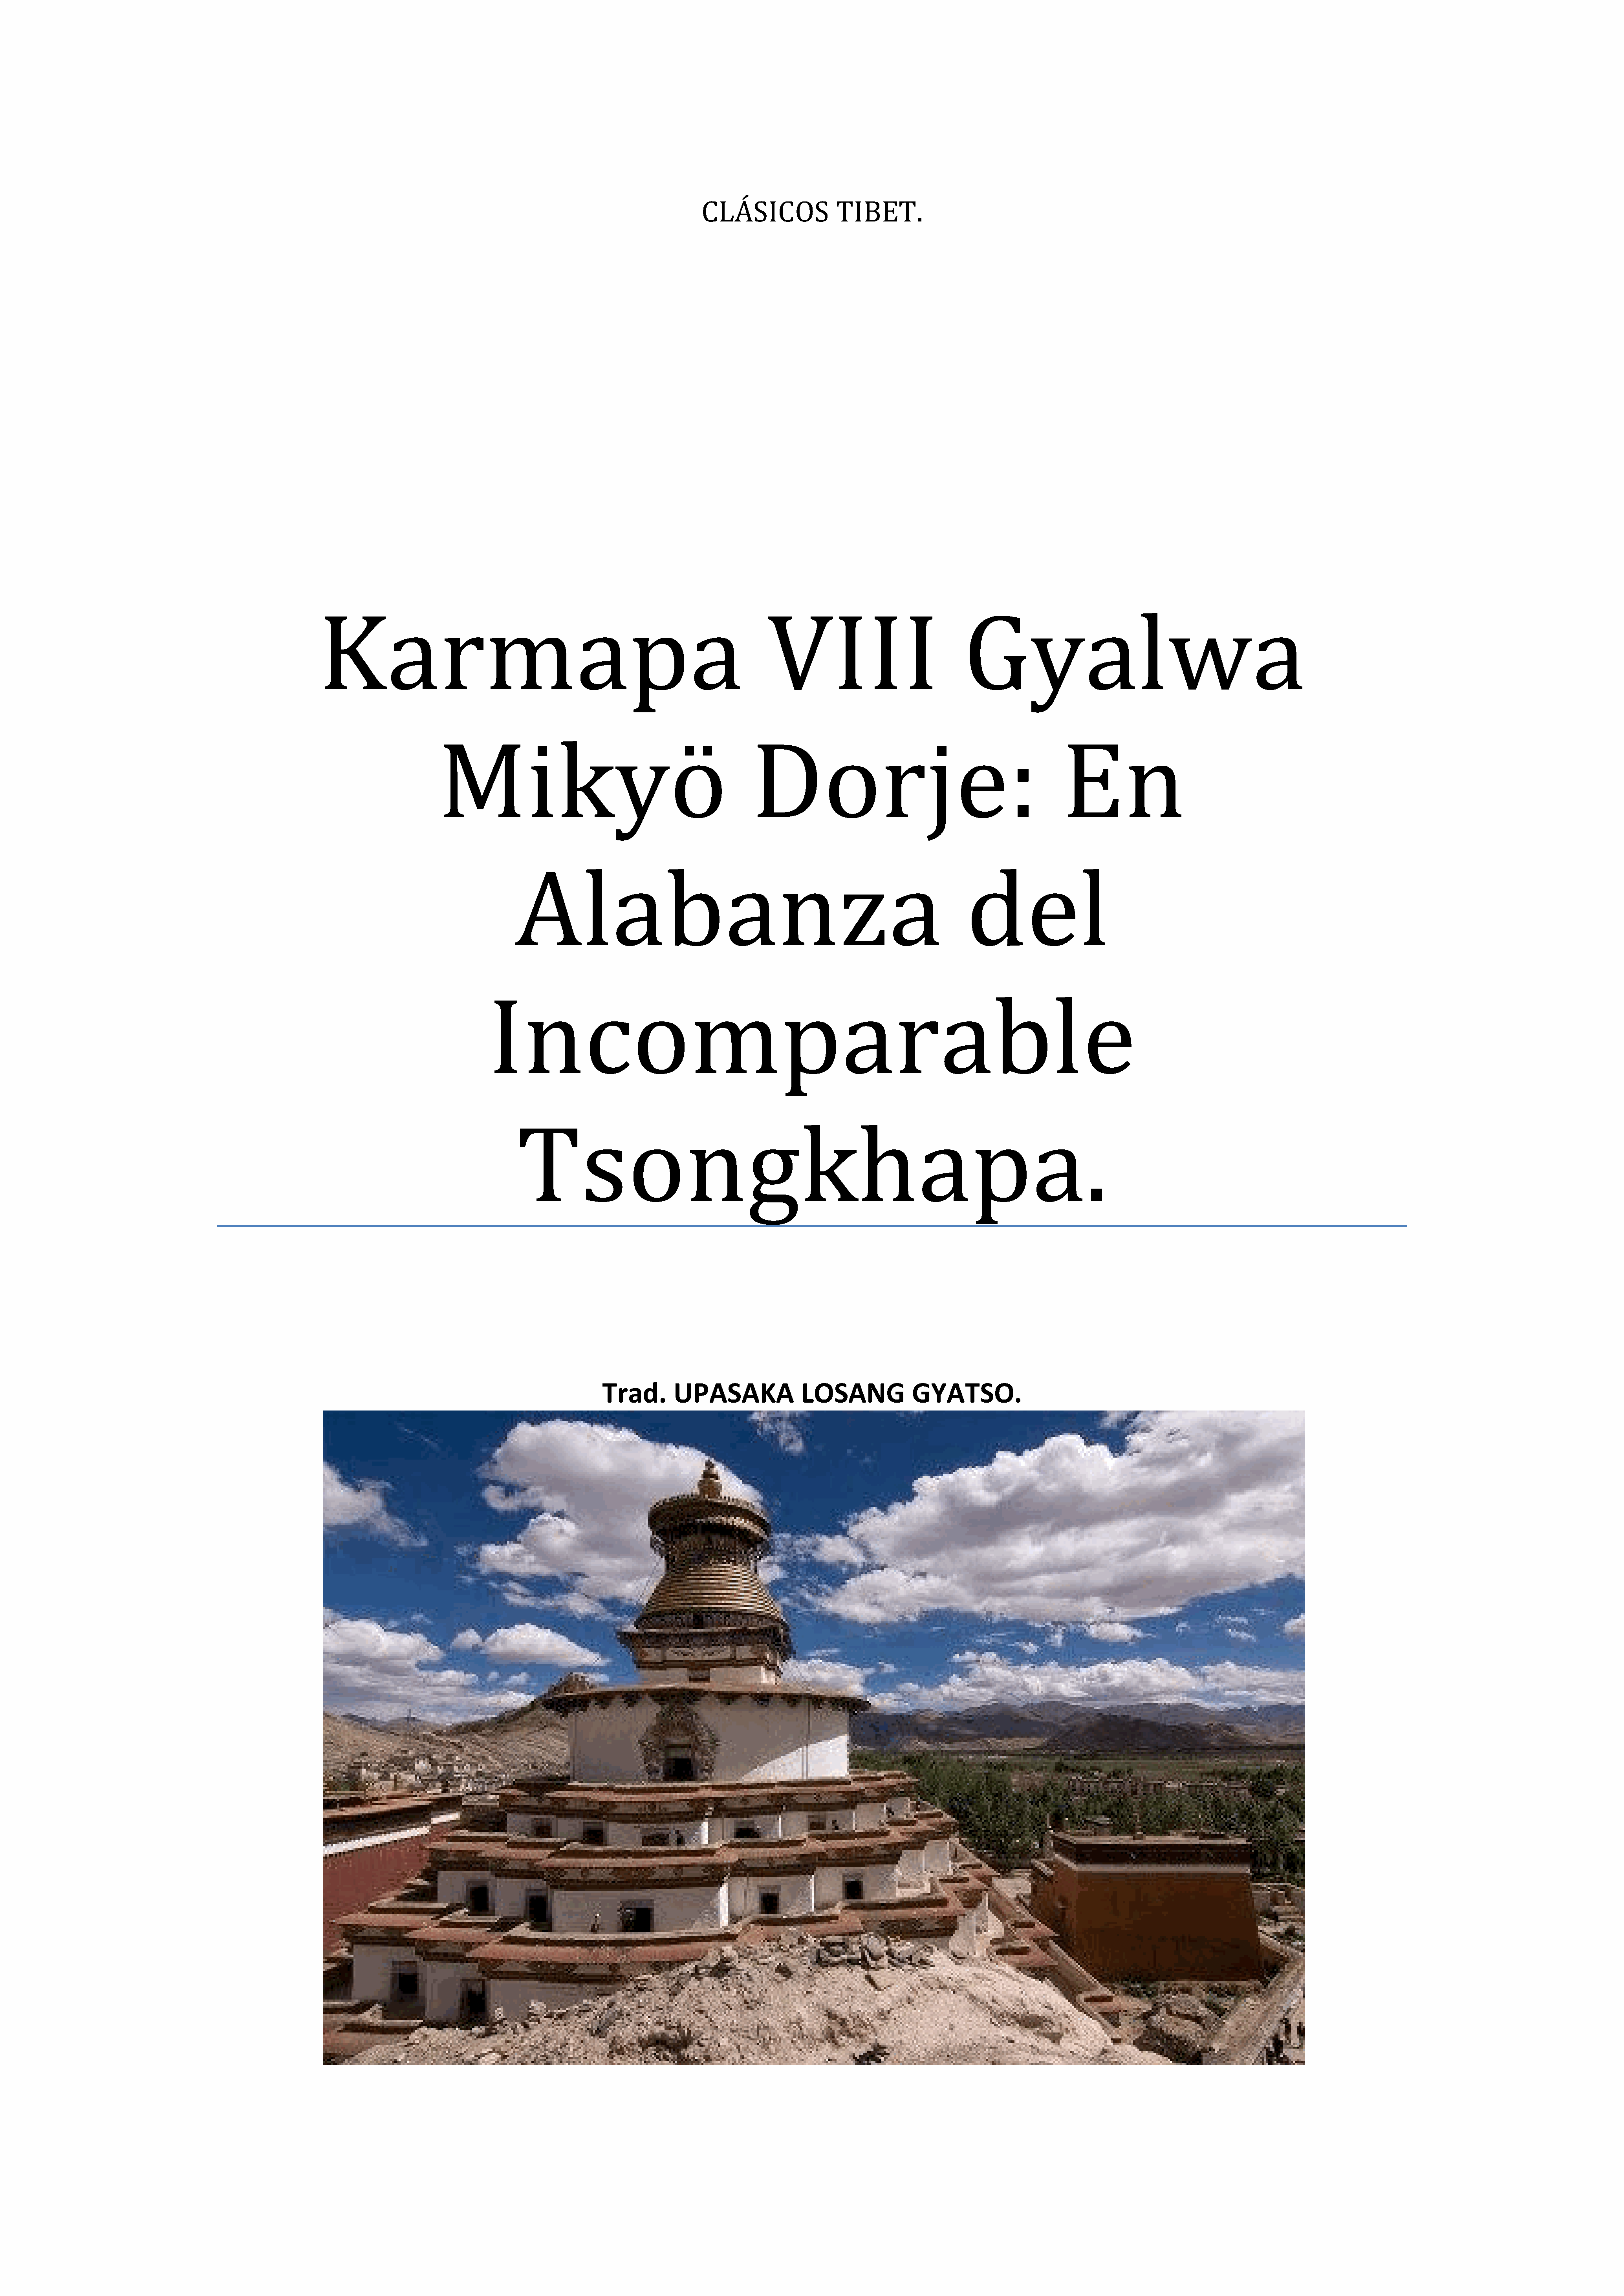 CLÁSICOS TIBET.
Karmapa VIII Gyalwa
Mikyö Dorje: En
Alabanza del
Incomparable
Tsongkhapa.
Trad. UPASAKA LOSANG GYATSO.